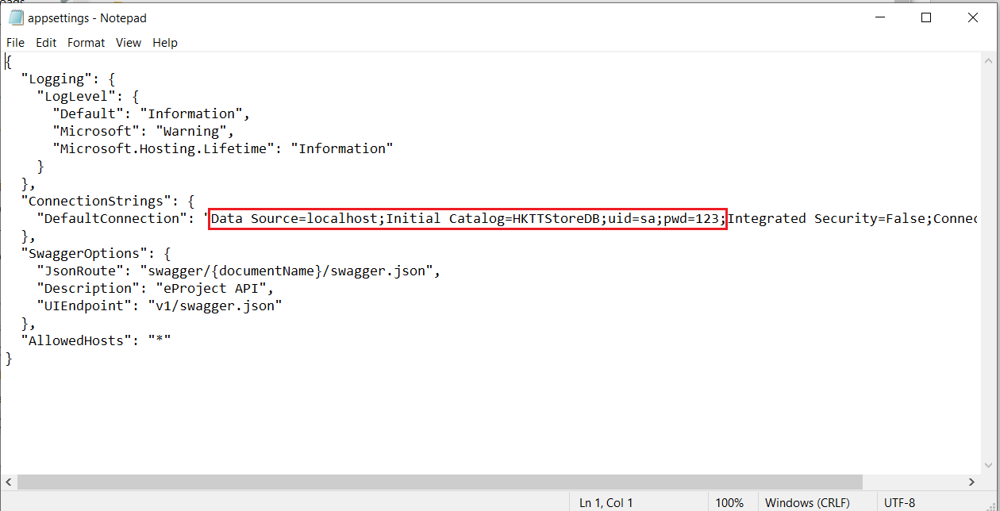 appsettings - Notepad
File Edit Format View Help
{
  "Logging": {
    "LogLevel": {
      "Default": "Information",
      "Microsoft": "Warning",
      "Microsoft.Hosting.Lifetime": "Information"
    }
  },
  "ConnectionStrings": {
    "DefaultConnection": "Data Source=localhost;Initial Catalog=HKTTStoreDB;uid=sa;pwd=123;Integrated Security=False;Connec
  },
  "SwaggerOptions": {
    "JsonRoute": "swagger/{documentName}/swagger.json",
    "Description": "eProject API",
    "UIEndpoint": "v1/swagger.json"
  },
  "AllowedHosts": "*"
}
Ln 1, Col 1 100% Windows (CRLF) UTF-8